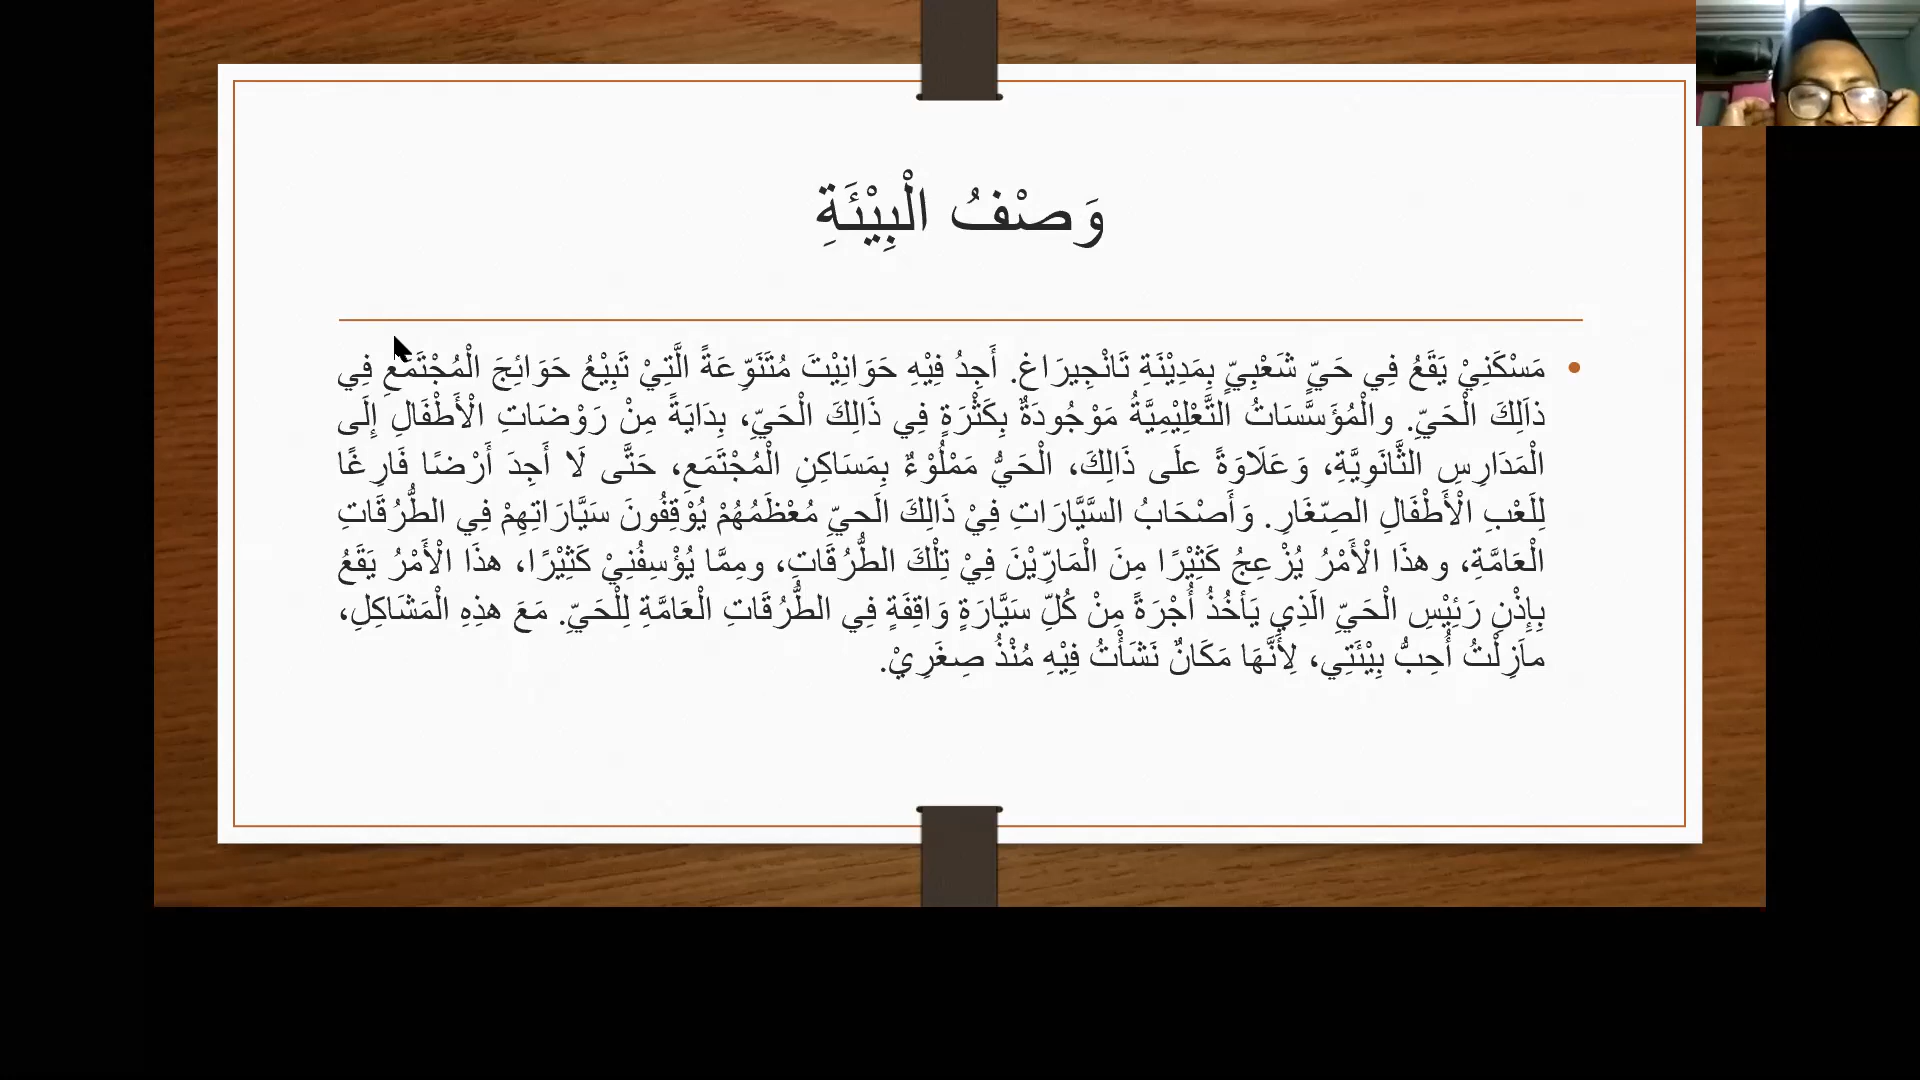 وَصْفُ الْبِيْئَةِ
• مَسْكَنِيْ يَقَعُ فِي حَيٍّ شَعْبِيٍّ بِمَدِيْنَةِ تَانْجِيرَاغ. أَجِدُ فِيْهِ حَوَانِيْتَ مُتَنَوِّعَةً الَّتِيْ تَبِيْعُ حَوَائِجَ الْمُجْتَمَعِ فِي
ذَالِكَ الْحَيِّ. والْمُؤَسَّسَاتُ التَّعْلِيْمِيَّةُ مَوْجُودَةٌ بِكَثْرَةٍ فِي ذَالِكَ الْحَيِّ، بِدَايَةً مِنْ رَوْضَاتِ الْأَطْفَالِ إِلَى
الْمَدَارِسِ الثَّانَوِيَّةِ، وَعَلَاوَةً علَى ذَالِكَ، الْحَيُّ مَمْلُوْءٌ بِمَسَاكِنِ الْمُجْتَمَعِ، حَتَّى لَا أَجِدَ أَرْضًا فَارِغًا
لِلَعْبِ الْأَطْفَالِ الصِّغَارِ. وَأَصْحَابُ السَّيَّارَاتِ فِيْ ذَالِكَ الَحيِّ مُعْظَمُهُمْ يُوْقِفُونَ سَيَّارَاتِهِمْ فِي الطُّرُقَاتِ
الْعَامَّةِ، وهذَا الْأَمْرُ يُزْعِجُ كَثِيْرًا مِنَ الْمَارِّيْنَ فِيْ تِلْكَ الطُّرُقَاتِ، ومِمَّا يُؤْسِفُنِيْ كَثِيْرًا، هذَا الْأَمْرُ يَقَعُ
بِإِذْنِ رَئِيْسِ الْحَيِّ الَذِي يَأخُذُ أُجْرَةً مِنْ كُلِّ سَيَّارَةٍ وَاقِفَةٍ فِي الطُّرُقَاتِ الْعَامَّةِ لِلْحَيِّ. مَعَ هذِهِ الْمَشَاكِلِ،
ماَزِلْتُ أُحِبُّ بِيْئَتِي، لِأَنَّهَا مَكَانٌ نَشَأْتُ فِيْهِ مُنْذُ صِغَرِيْ.